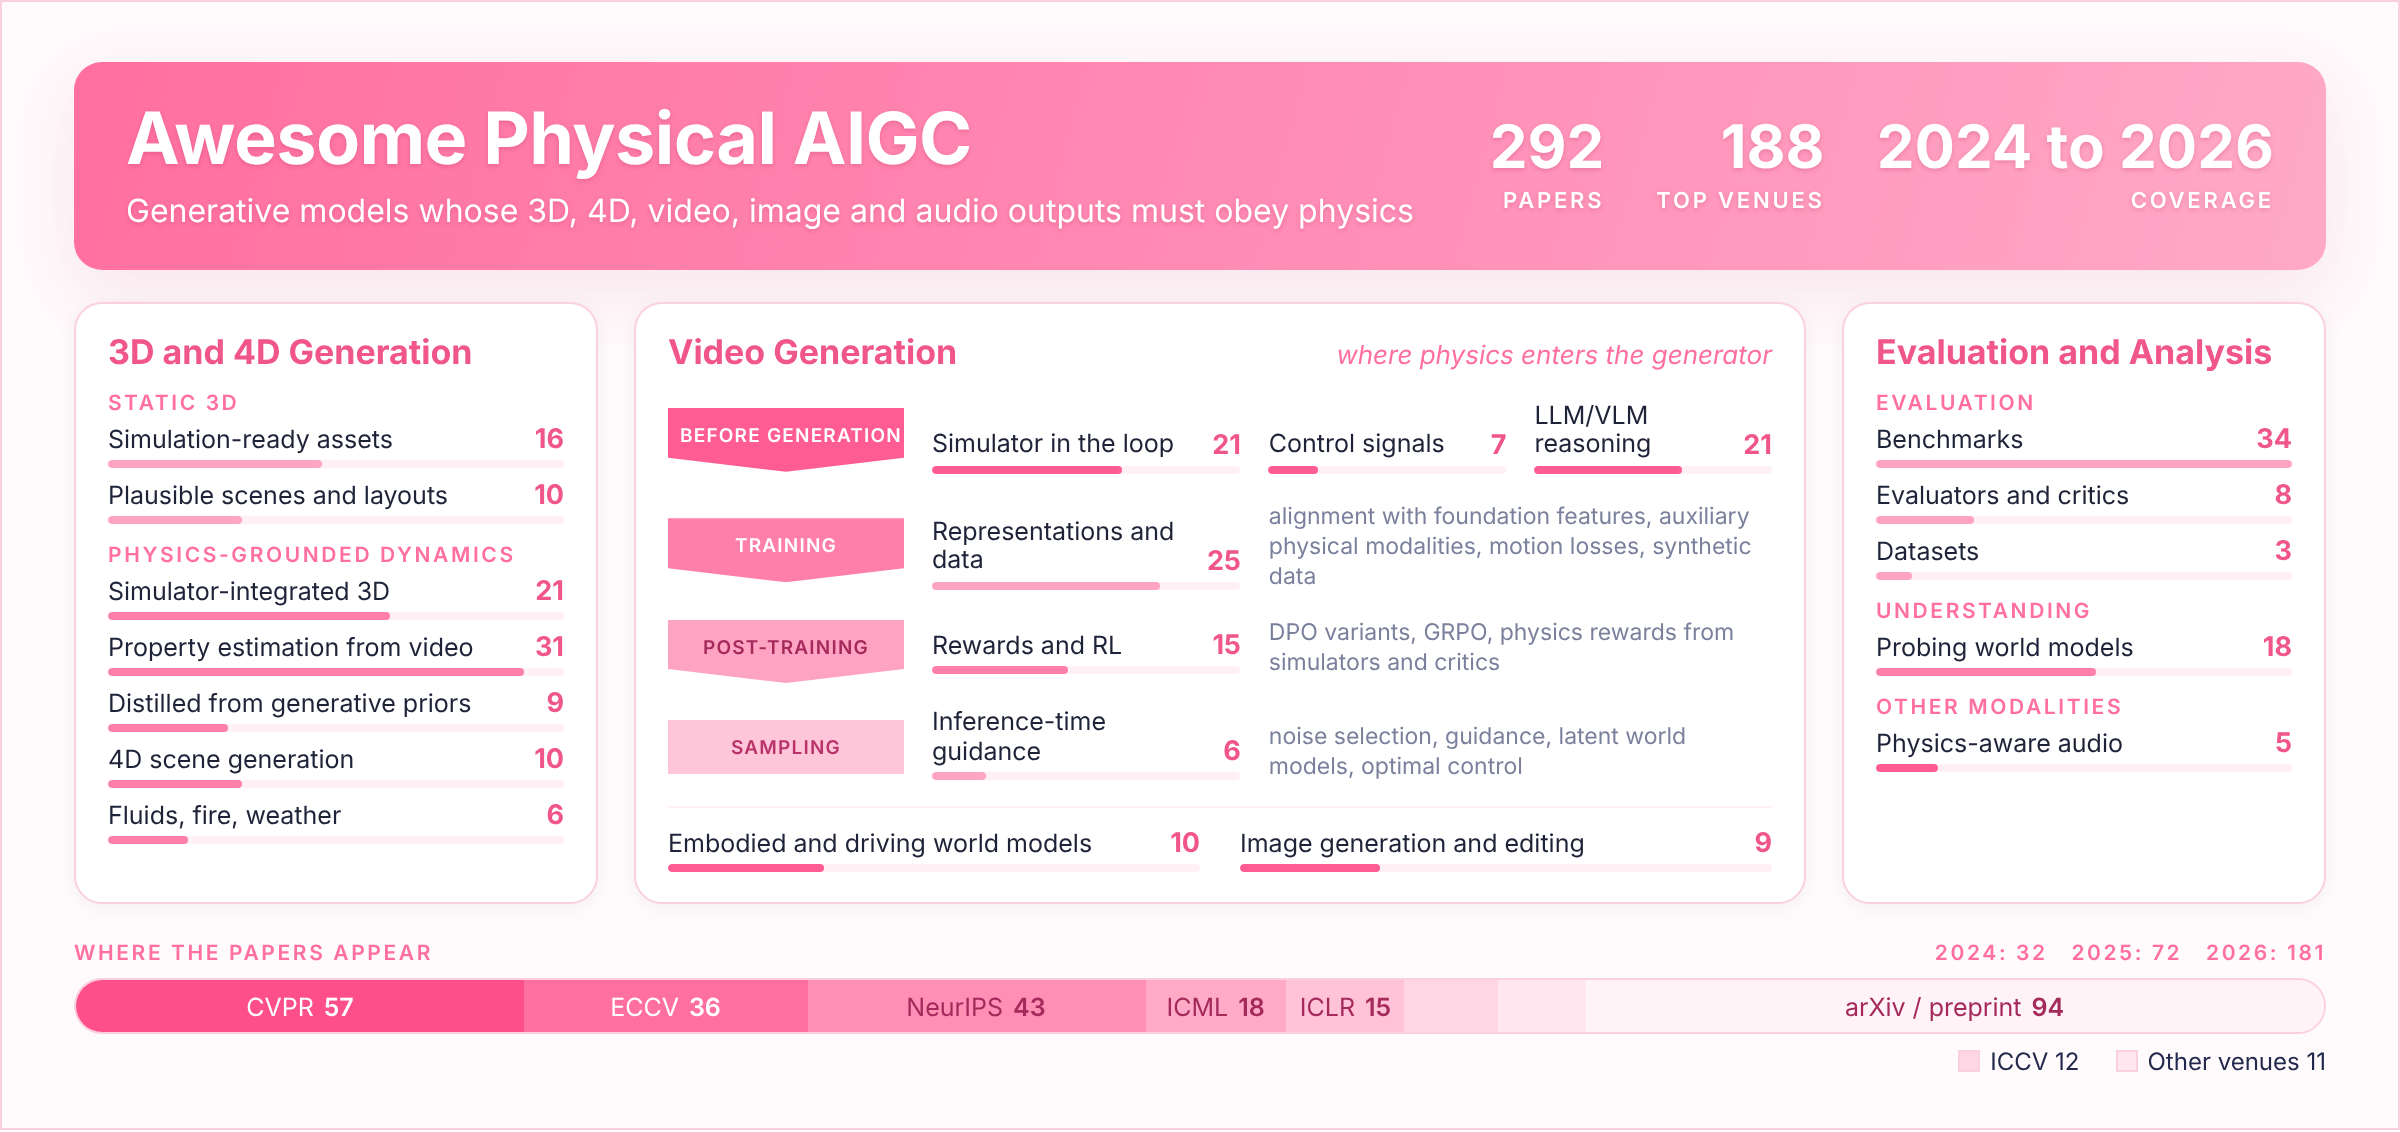 Awesome Physical AIGC
Generative models whose 3D, 4D, video, image and audio outputs must obey physics
292
PAPERS
188
TOP VENUES
2024 to 2026
COVERAGE
3D and 4D Generation
STATIC 3D
Simulation-ready assets 16
Plausible scenes and layouts 10
PHYSICS-GROUNDED DYNAMICS
Simulator-integrated 3D 21
Property estimation from video 31
Distilled from generative priors 9
4D scene generation 10
Fluids, fire, weather 6
Video Generation
where physics enters the generator
BEFORE GENERATION
Simulator in the loop 21
Control signals 7
LLM/VLM
reasoning 21
TRAINING
Representations and
data 25
alignment with foundation features, auxiliary
physical modalities, motion losses, synthetic
data
POST-TRAINING
Rewards and RL 15
DPO variants, GRPO, physics rewards from
simulators and critics
SAMPLING
Inference-time
guidance 6
noise selection, guidance, latent world
models, optimal control
Embodied and driving world models 10
Image generation and editing 9
Evaluation and Analysis
EVALUATION
Benchmarks 34
Evaluators and critics 8
Datasets 3
UNDERSTANDING
Probing world models 18
OTHER MODALITIES
Physics-aware audio 5
WHERE THE PAPERS APPEAR
2024: 32 2025: 72 2026: 181
CVPR 57
ECCV 36
NeurIPS 43
ICML 18
ICLR 15
arXiv / preprint 94
ICCV 12
Other venues 11